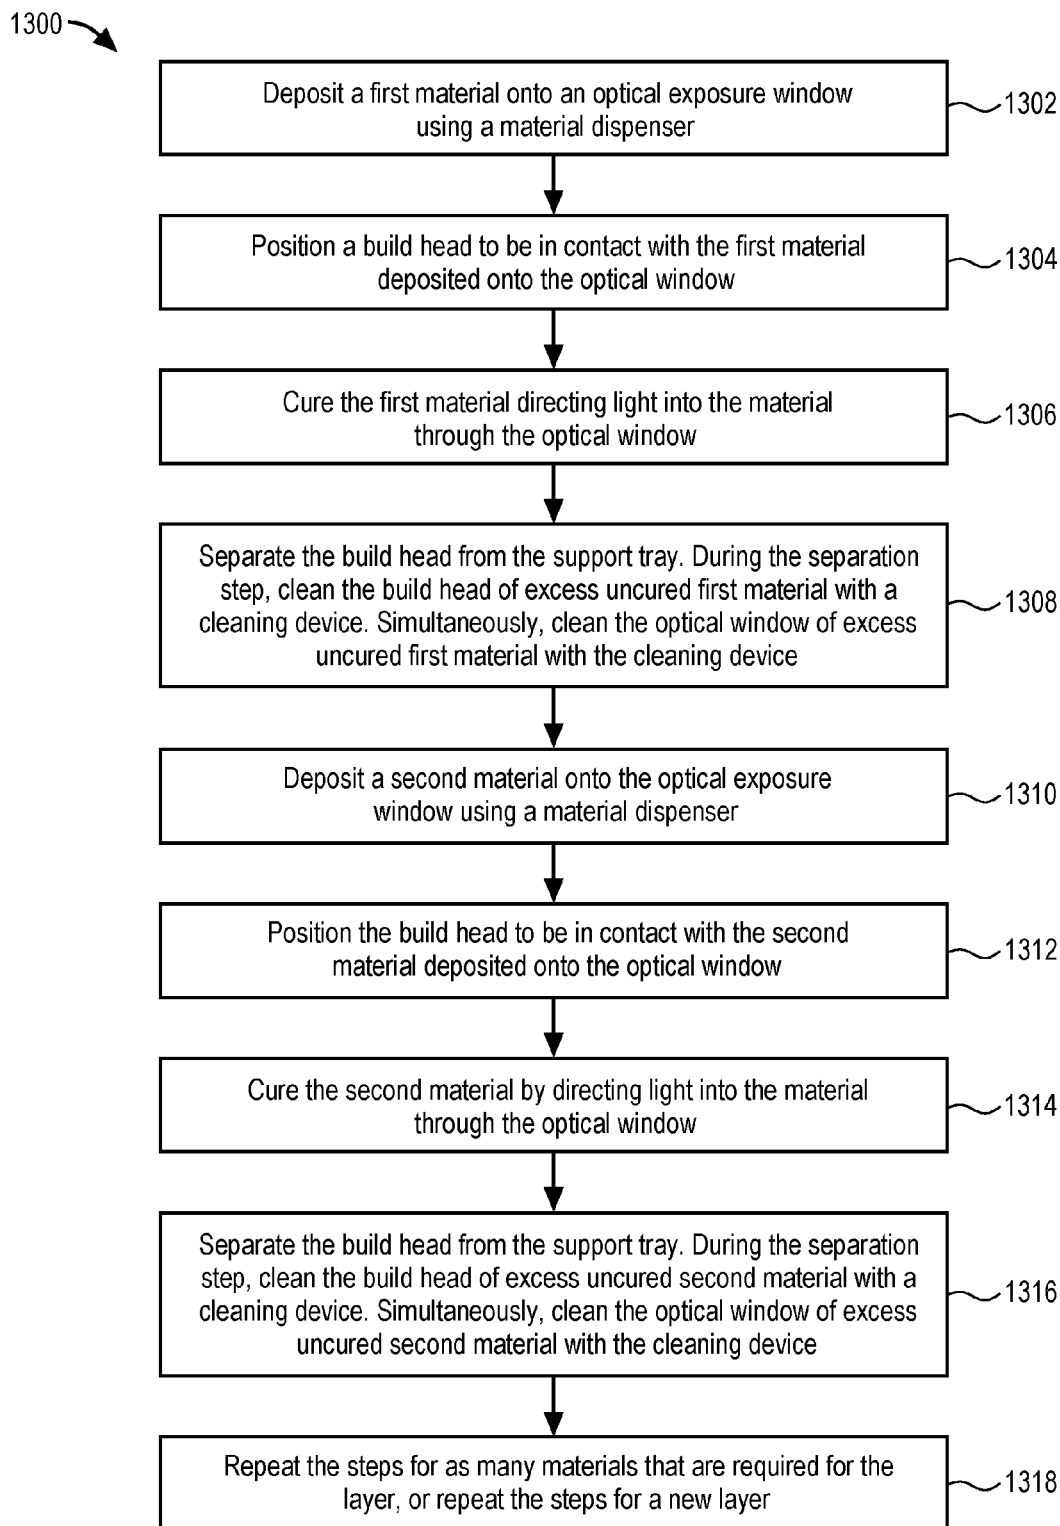 1300
Deposit a first material onto an optical exposure window
using a material dispenser
1302
Position a build head to be in contact with the first material
deposited onto the optical window
1304
Cure the first material directing light into the material
through the optical window
1306
Separate the build head from the support tray. During the separation
step, clean the build head of excess uncured first material with a
cleaning device. Simultaneously, clean the optical window of excess
uncured first material with the cleaning device
1308
Deposit a second material onto the optical exposure
window using a material dispenser
1310
Position the build head to be in contact with the second
material deposited onto the optical window
1312
Cure the second material by directing light into the material
through the optical window
1314
Separate the build head from the support tray. During the separation
step, clean the build head of excess uncured second material with a
cleaning device. Simultaneously, clean the optical window of excess
uncured second material with the cleaning device
1316
Repeat the steps for as many materials that are required for the
layer, or repeat the steps for a new layer
1318